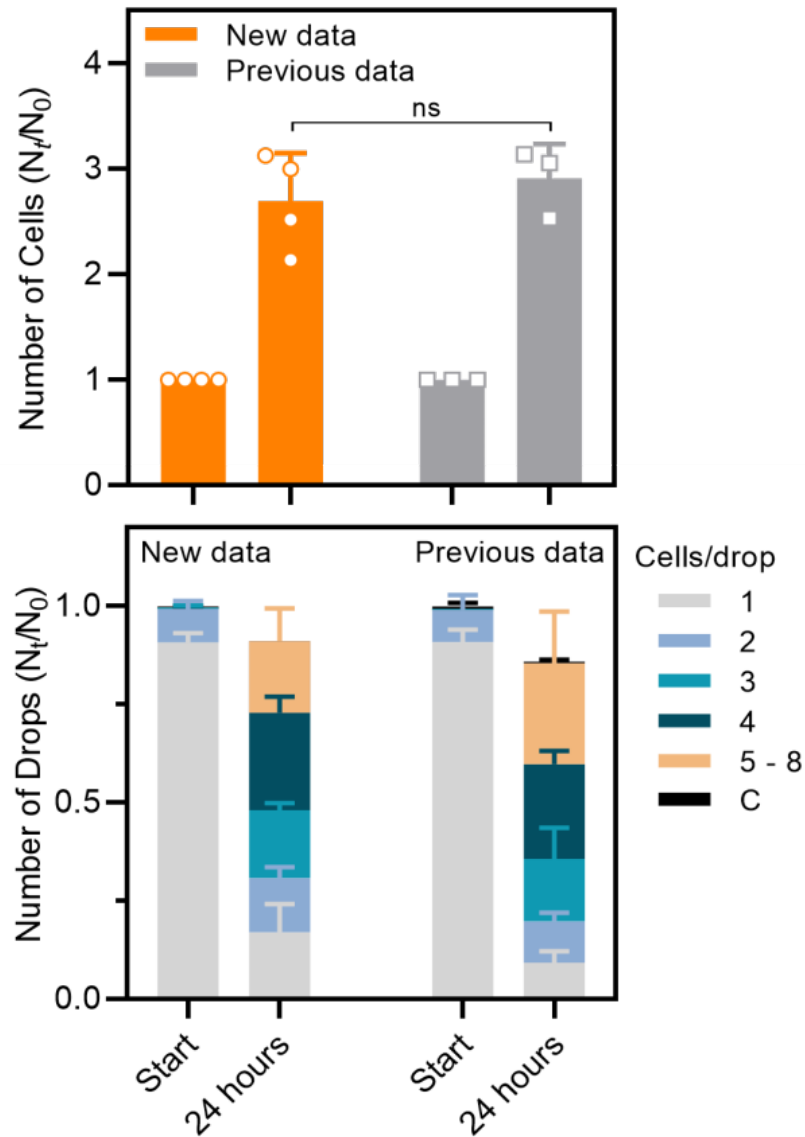 New data
Previous data
ns
Number of Cells (Nt/N0)
4
3
2
1
0
New data
Previous data
Cells/drop
1
2
3
4
5 - 8
C
Number of Drops (Nt/N0)
1.0
0.5
0.0
Start
24 hours
Start
24 hours